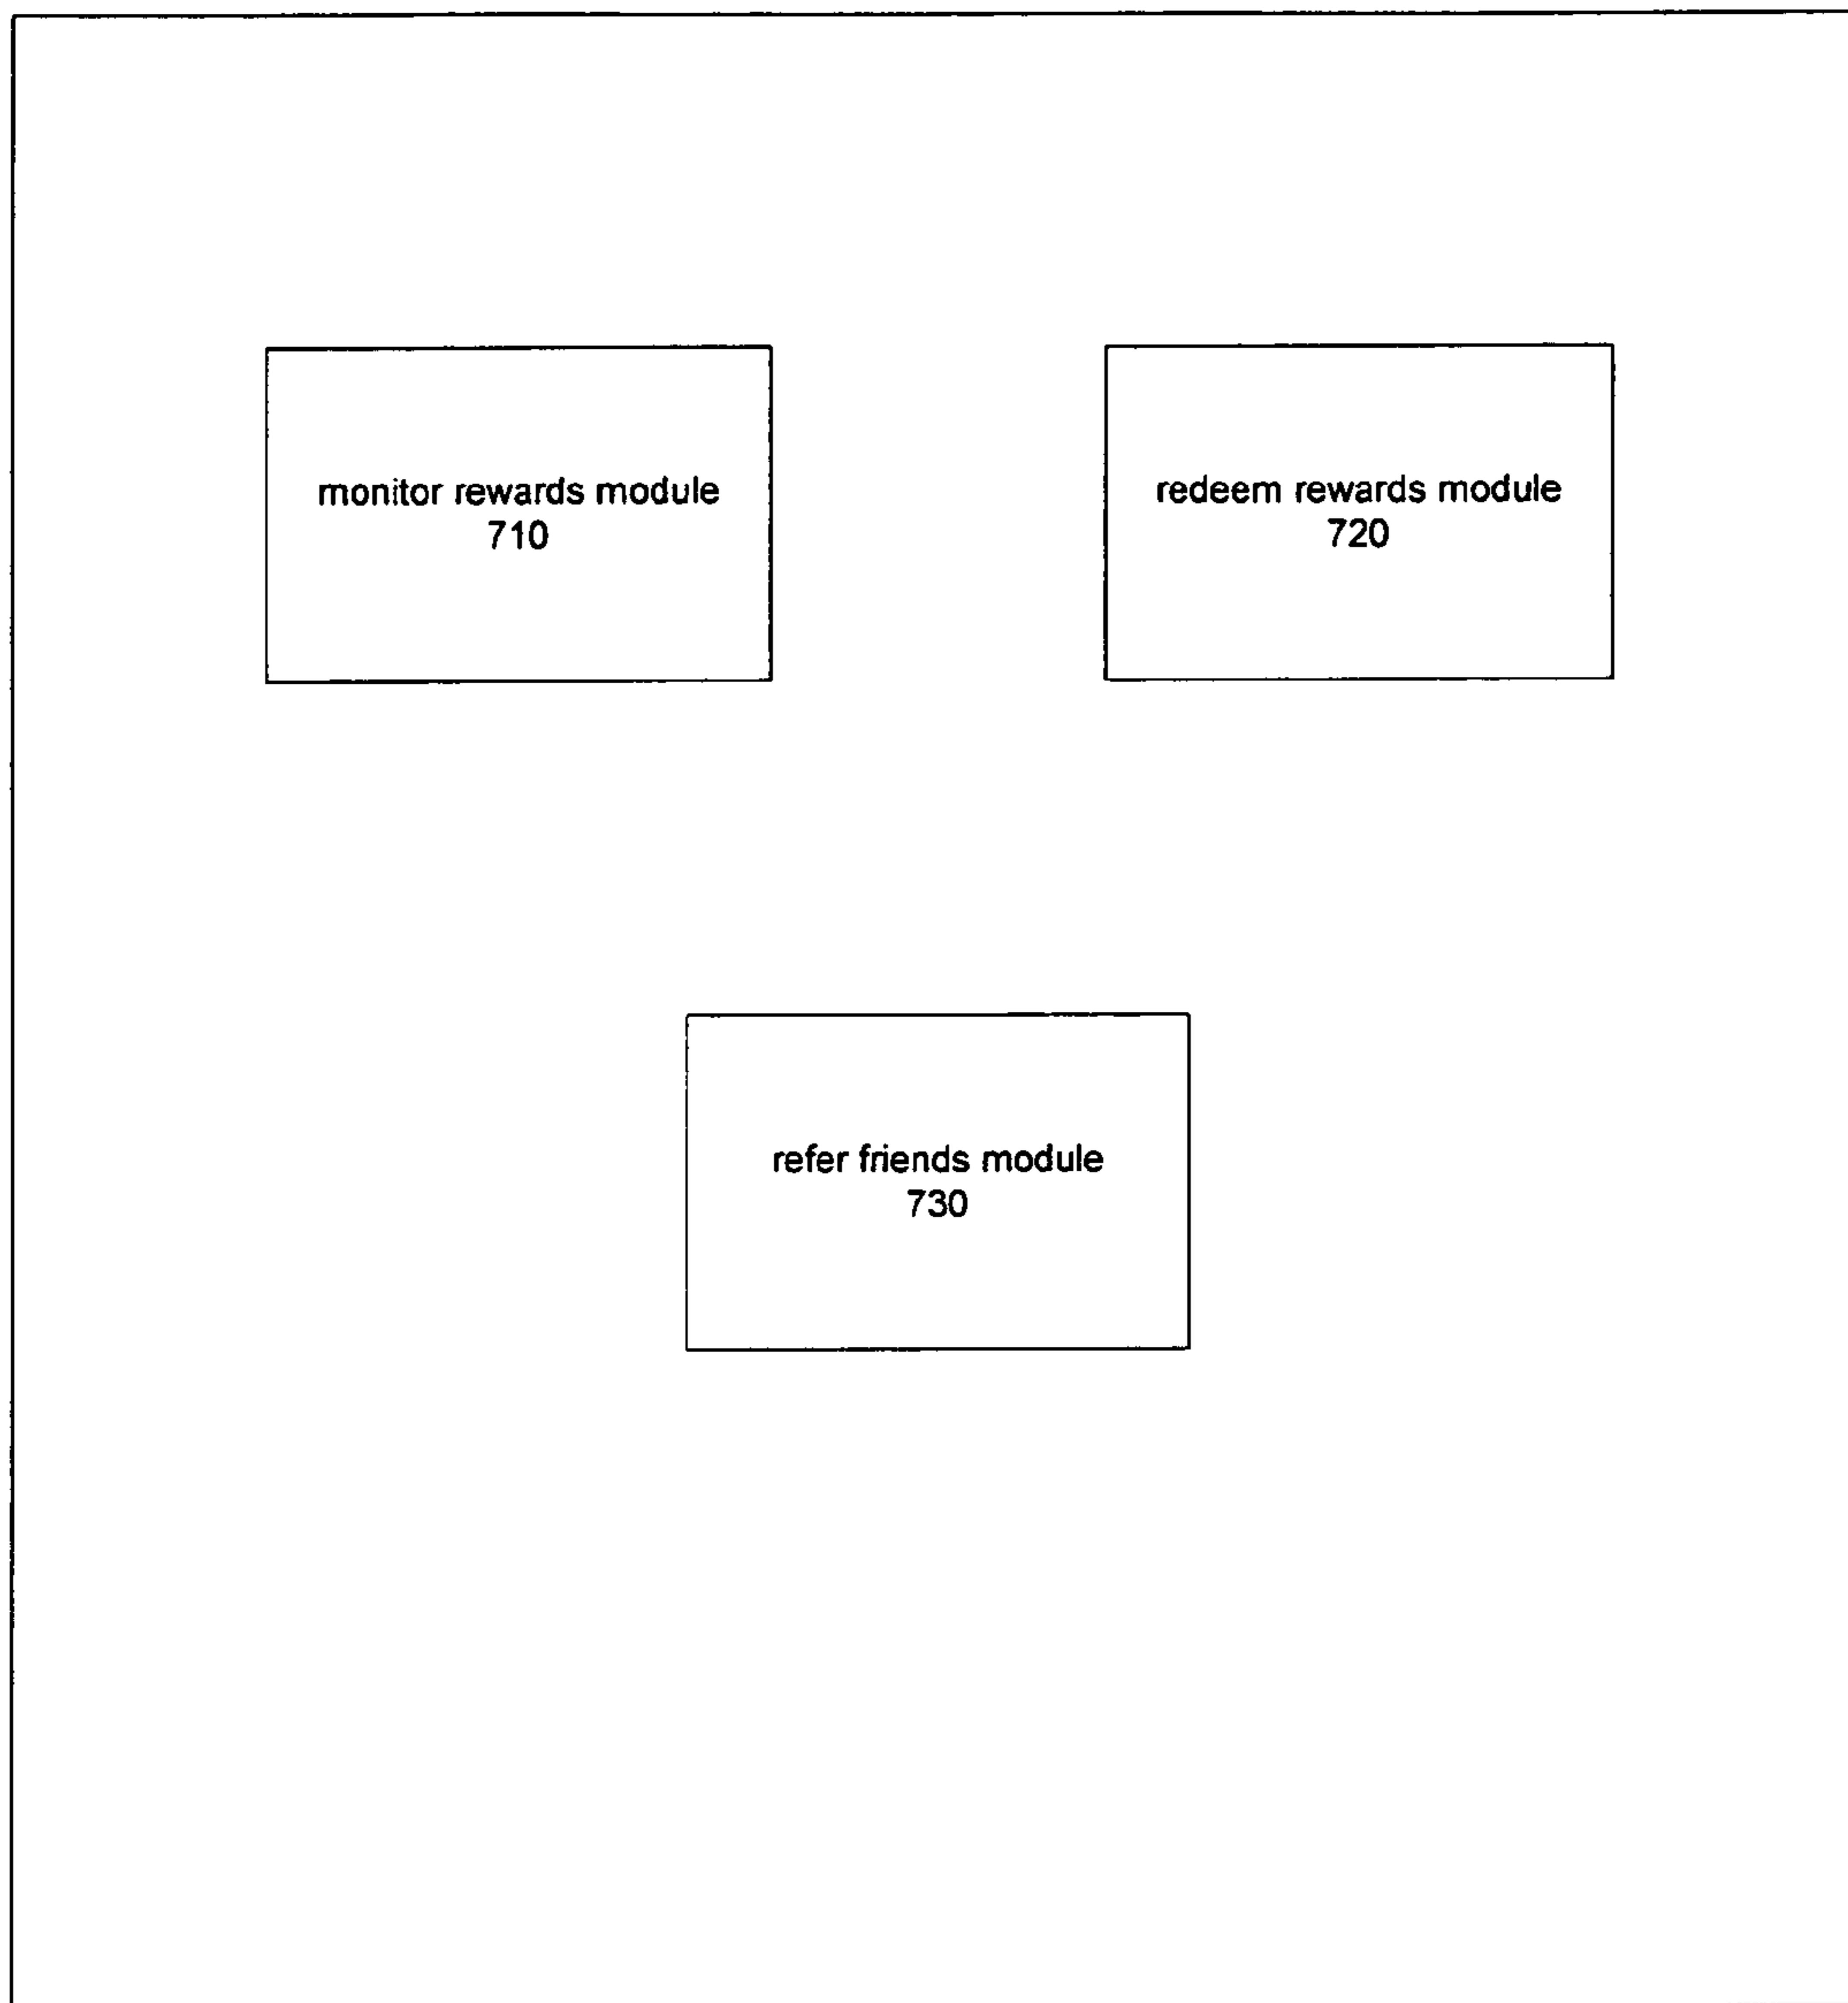 monitor rewards module
710
redeem rewards module
720
refer friends module
730